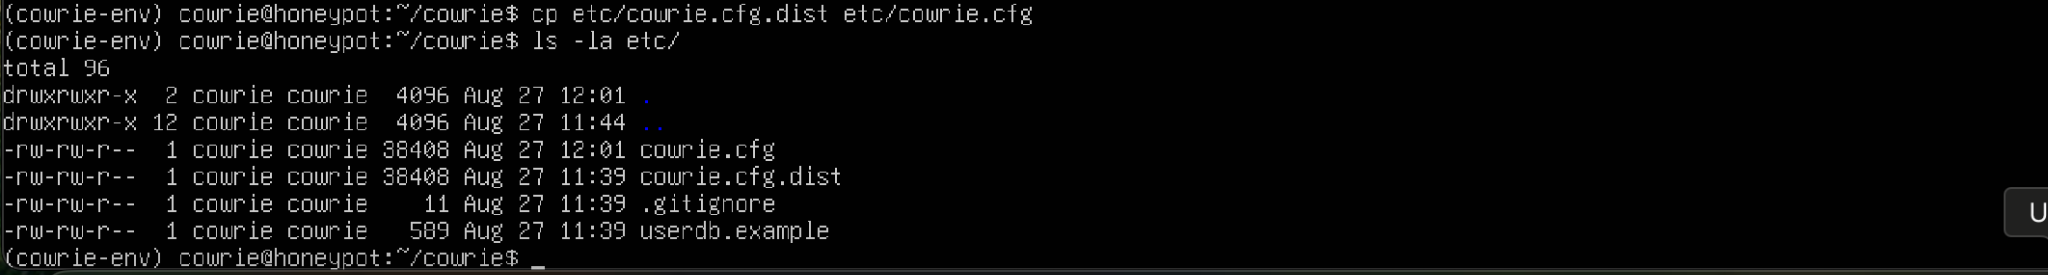 (cowrie-env) cowrie@honeypot:~/cowrie$ cp etc/cowrie.cfg.dist etc/cowrie.cfg
(cowrie-env) cowrie@honeypot:~/cowrie$ ls -la etc/
total 96
drwxrwxr-x  2 cowrie cowrie  4096 Aug 27 12:01 .
drwxrwxr-x 12 cowrie cowrie  4096 Aug 27 11:44 ..
-rw-rw-r--  1 cowrie cowrie 38408 Aug 27 12:01 cowrie.cfg
-rw-rw-r--  1 cowrie cowrie 38408 Aug 27 11:39 cowrie.cfg.dist
-rw-rw-r--  1 cowrie cowrie    11 Aug 27 11:39 .gitignore
U
-rw-rw-r--  1 cowrie cowrie   589 Aug 27 11:39 userdb.example
(cowrie-env) cowrie@honeypot:~/cowrie$ _